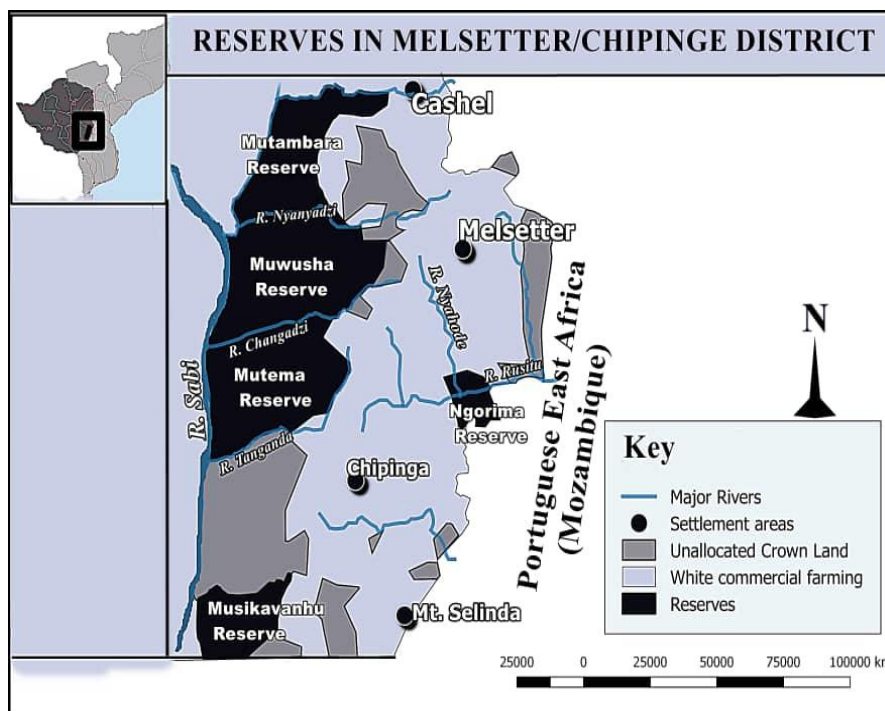 RESERVES IN MELSETTER/CHIPINGE DISTRICT
Cashel
Mutambara
Reserve
R. Nyanyadzi
Melsetter
Muwusha
Reserve
R. Nyahode
R. Changadzi
R. Sabi
Mutema
Reserve
R. Rusitu
Ngorima
Reserve
R. Tanganda
Chipinga
Portuguese East Africa
(Mozambique)
Musikavanhu
Reserve
Mt. Selinda
N
Key
Major Rivers
Settlement areas
Unallocated Crown Land
White commercial farming
Reserves
25000 0 25000 50000 75000 100000 km